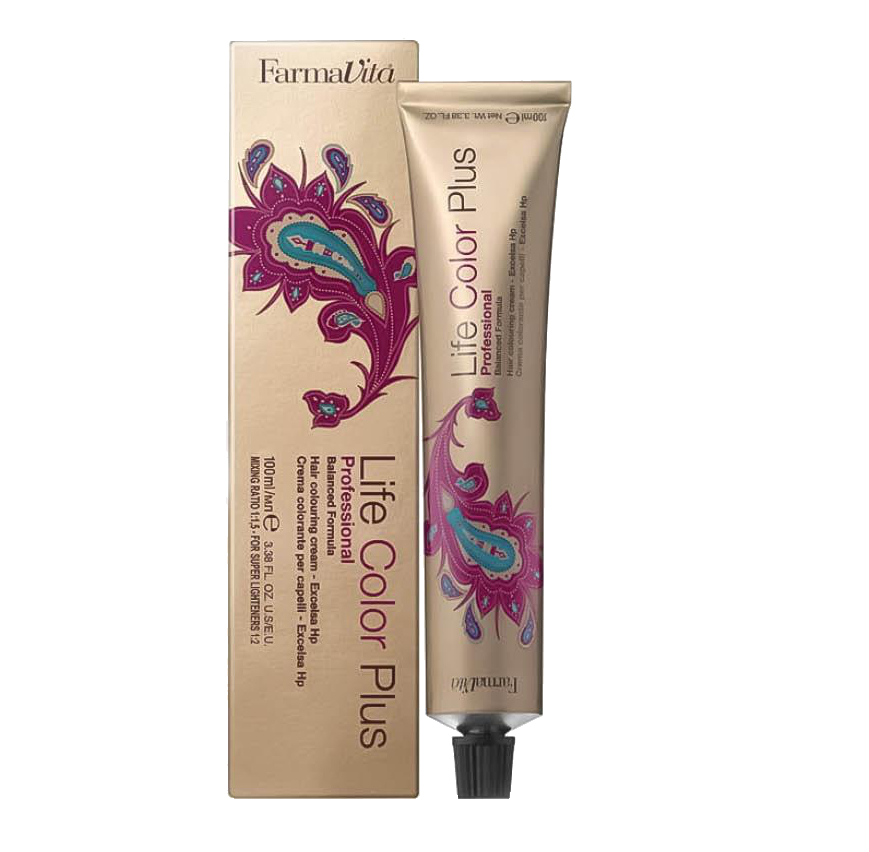 FarmaVita®
Life Color Plus
Professional
Balanced Formula
Hair colouring cream - Excelsa Hp
Crema colorante per capelli - Excelsa Hp
100ml/мл ℮ 3.38 FL. OZ. U.S/E.U.
MIXING RATIO 1:1,5 - FOR SUPER LIGHTENERS 1:2
100ml ℮ Net Wt. 3.38 FL. OZ.
Life Color Plus
Professional
Balanced Formula
Hair colouring cream - Excelsa Hp
Crema colorante per capelli - Excelsa Hp
FarmaVita